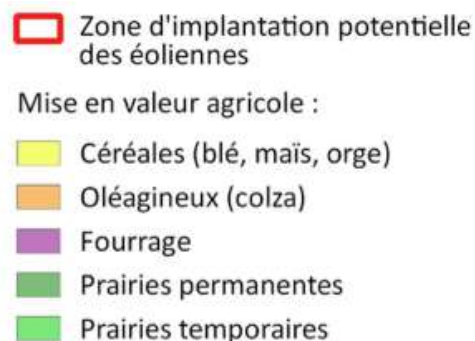 Zone d'implantation potentielle
des éoliennes
Mise en valeur agricole :
Céréales (blé, maïs, orge)
Oléagineux (colza)
Fourrage
Prairies permanentes
Prairies temporaires